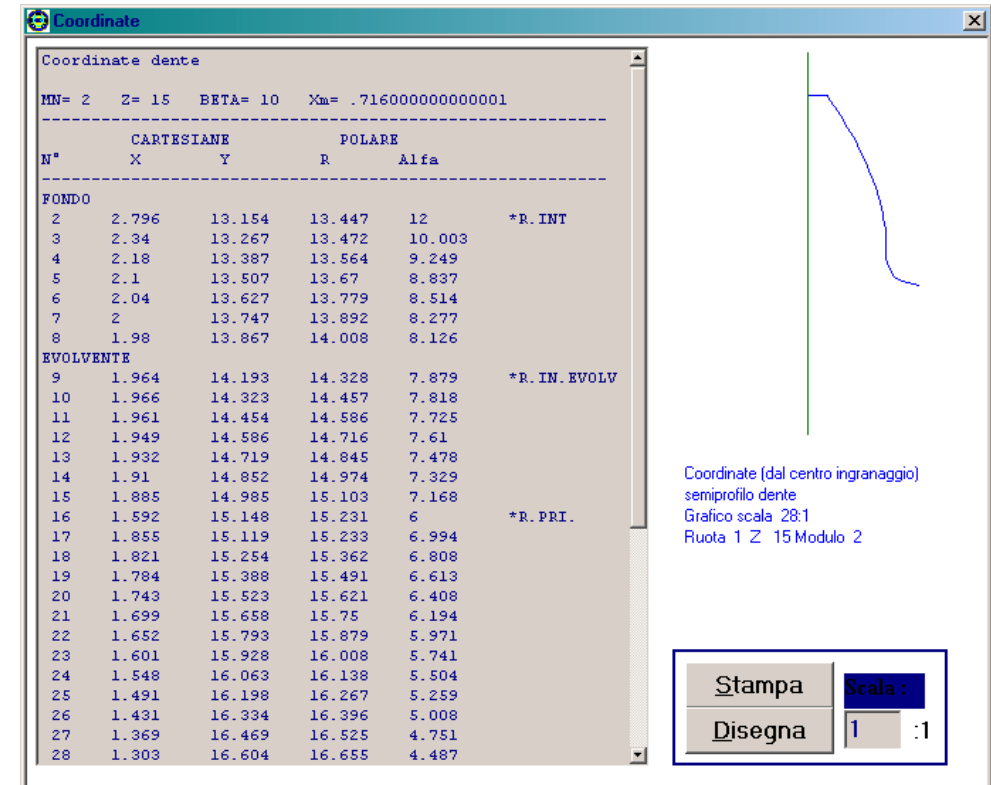 Coordinate
Coordinate dente
MN= 2 Z= 15 BETA= 10 Xm= .716000000000001
------------------------------------------------------------
CARTESIANE POLARE
N° X Y R Alfa
------------------------------------------------------------
FONDO
2 2.796 13.154 13.447 12 *R.INT
3 2.34 13.267 13.472 10.003
4 2.18 13.387 13.564 9.249
5 2.1 13.507 13.67 8.837
6 2.04 13.627 13.779 8.514
7 2 13.747 13.892 8.277
8 1.98 13.867 14.008 8.126
EVOLVENTE
9 1.964 14.193 14.328 7.879 *R.IN.EVOLV
10 1.966 14.323 14.457 7.818
11 1.961 14.454 14.586 7.725
12 1.949 14.586 14.716 7.61
13 1.932 14.719 14.845 7.478
14 1.91 14.852 14.974 7.329
15 1.885 14.985 15.103 7.168
16 1.592 15.148 15.231 6 *R.PRI.
17 1.855 15.119 15.233 6.994
18 1.821 15.254 15.362 6.808
19 1.784 15.388 15.491 6.613
20 1.743 15.523 15.621 6.408
21 1.699 15.658 15.75 6.194
22 1.652 15.793 15.879 5.971
23 1.601 15.928 16.008 5.741
24 1.548 16.063 16.138 5.504
25 1.491 16.198 16.267 5.259
26 1.431 16.334 16.396 5.008
27 1.369 16.469 16.525 4.751
28 1.303 16.604 16.655 4.487
Coordinate (dal centro ingranaggio)
semiprofilo dente
Grafico scala 28:1
Ruota 1 Z 15 Modulo 2
Stampa
Scala :
Disegna
1 :1